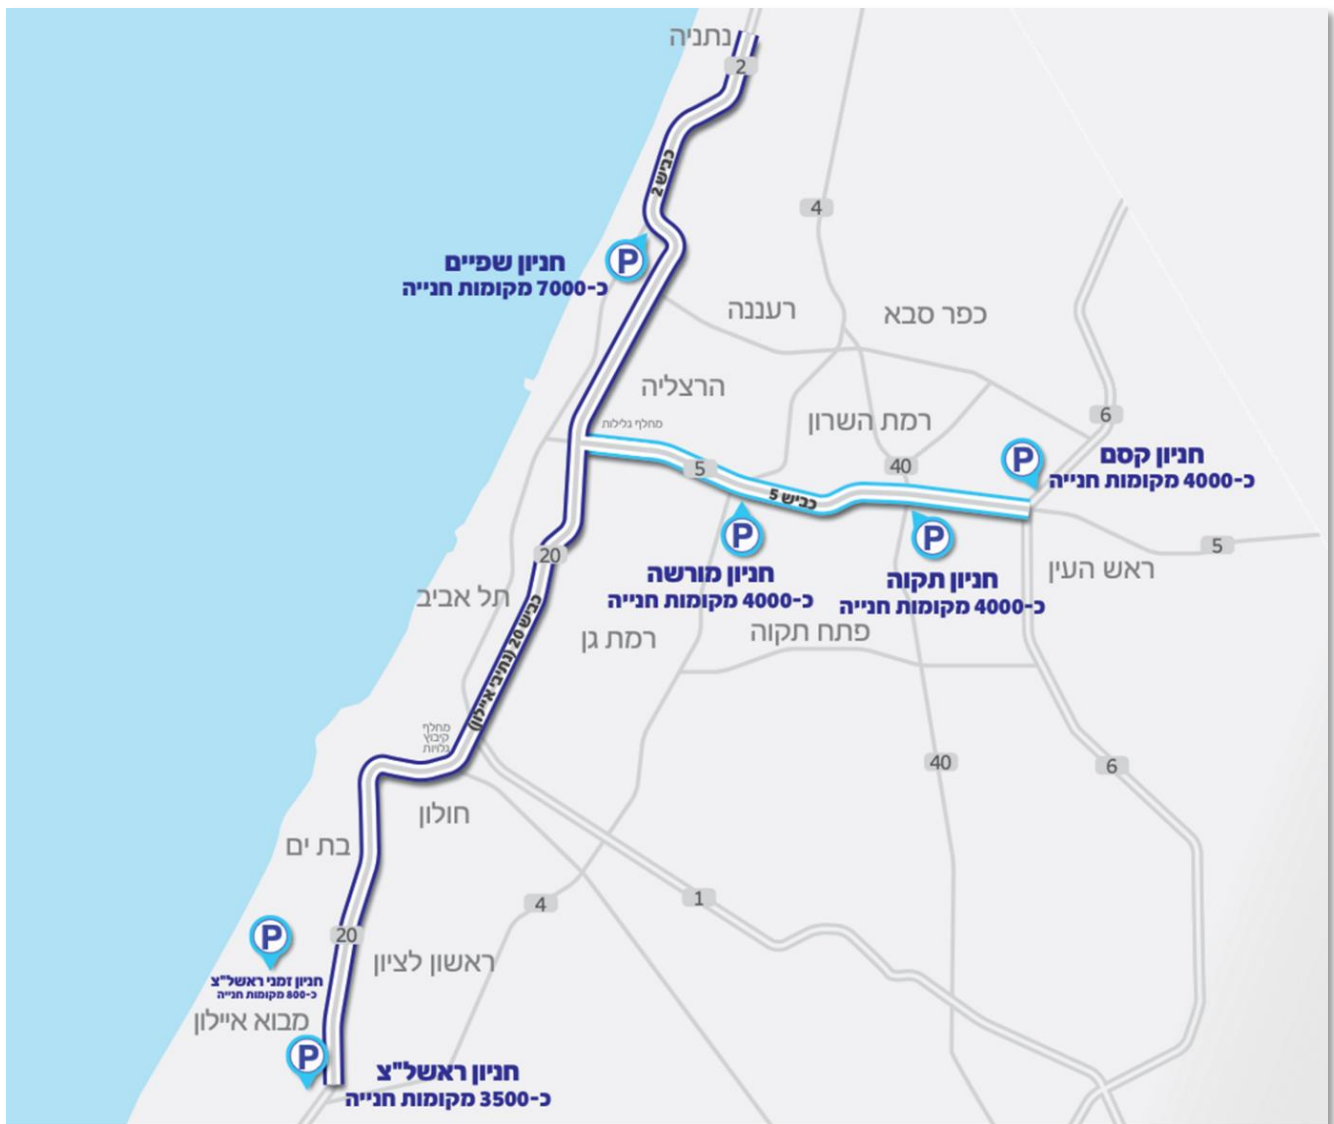 נתניה
2
כביש 2
4
חניון שפיים
כ-7000 מקומות חנייה
רעננה
כפר סבא
הרצליה
6
רמת השרון
מחלף גלילות
חניון קסם
כ-4000 מקומות חנייה
40
5
כביש 5
5
ראש העין
20
חניון מורשה
כ-4000 מקומות חנייה
חניון תקוה
כ-4000 מקומות חנייה
תל אביב
כביש 20 (נתיבי איילון)
רמת גן
פתח תקוה
מחלף
קיבוץ
גלויות
40
6
חולון
בת ים
4
1
20
ראשון לציון
חניון זמני ראשל"צ
כ-800 מקומות חנייה
מבוא איילון
חניון ראשל"צ
כ-3500 מקומות חנייה
P
P
P
P
P
P